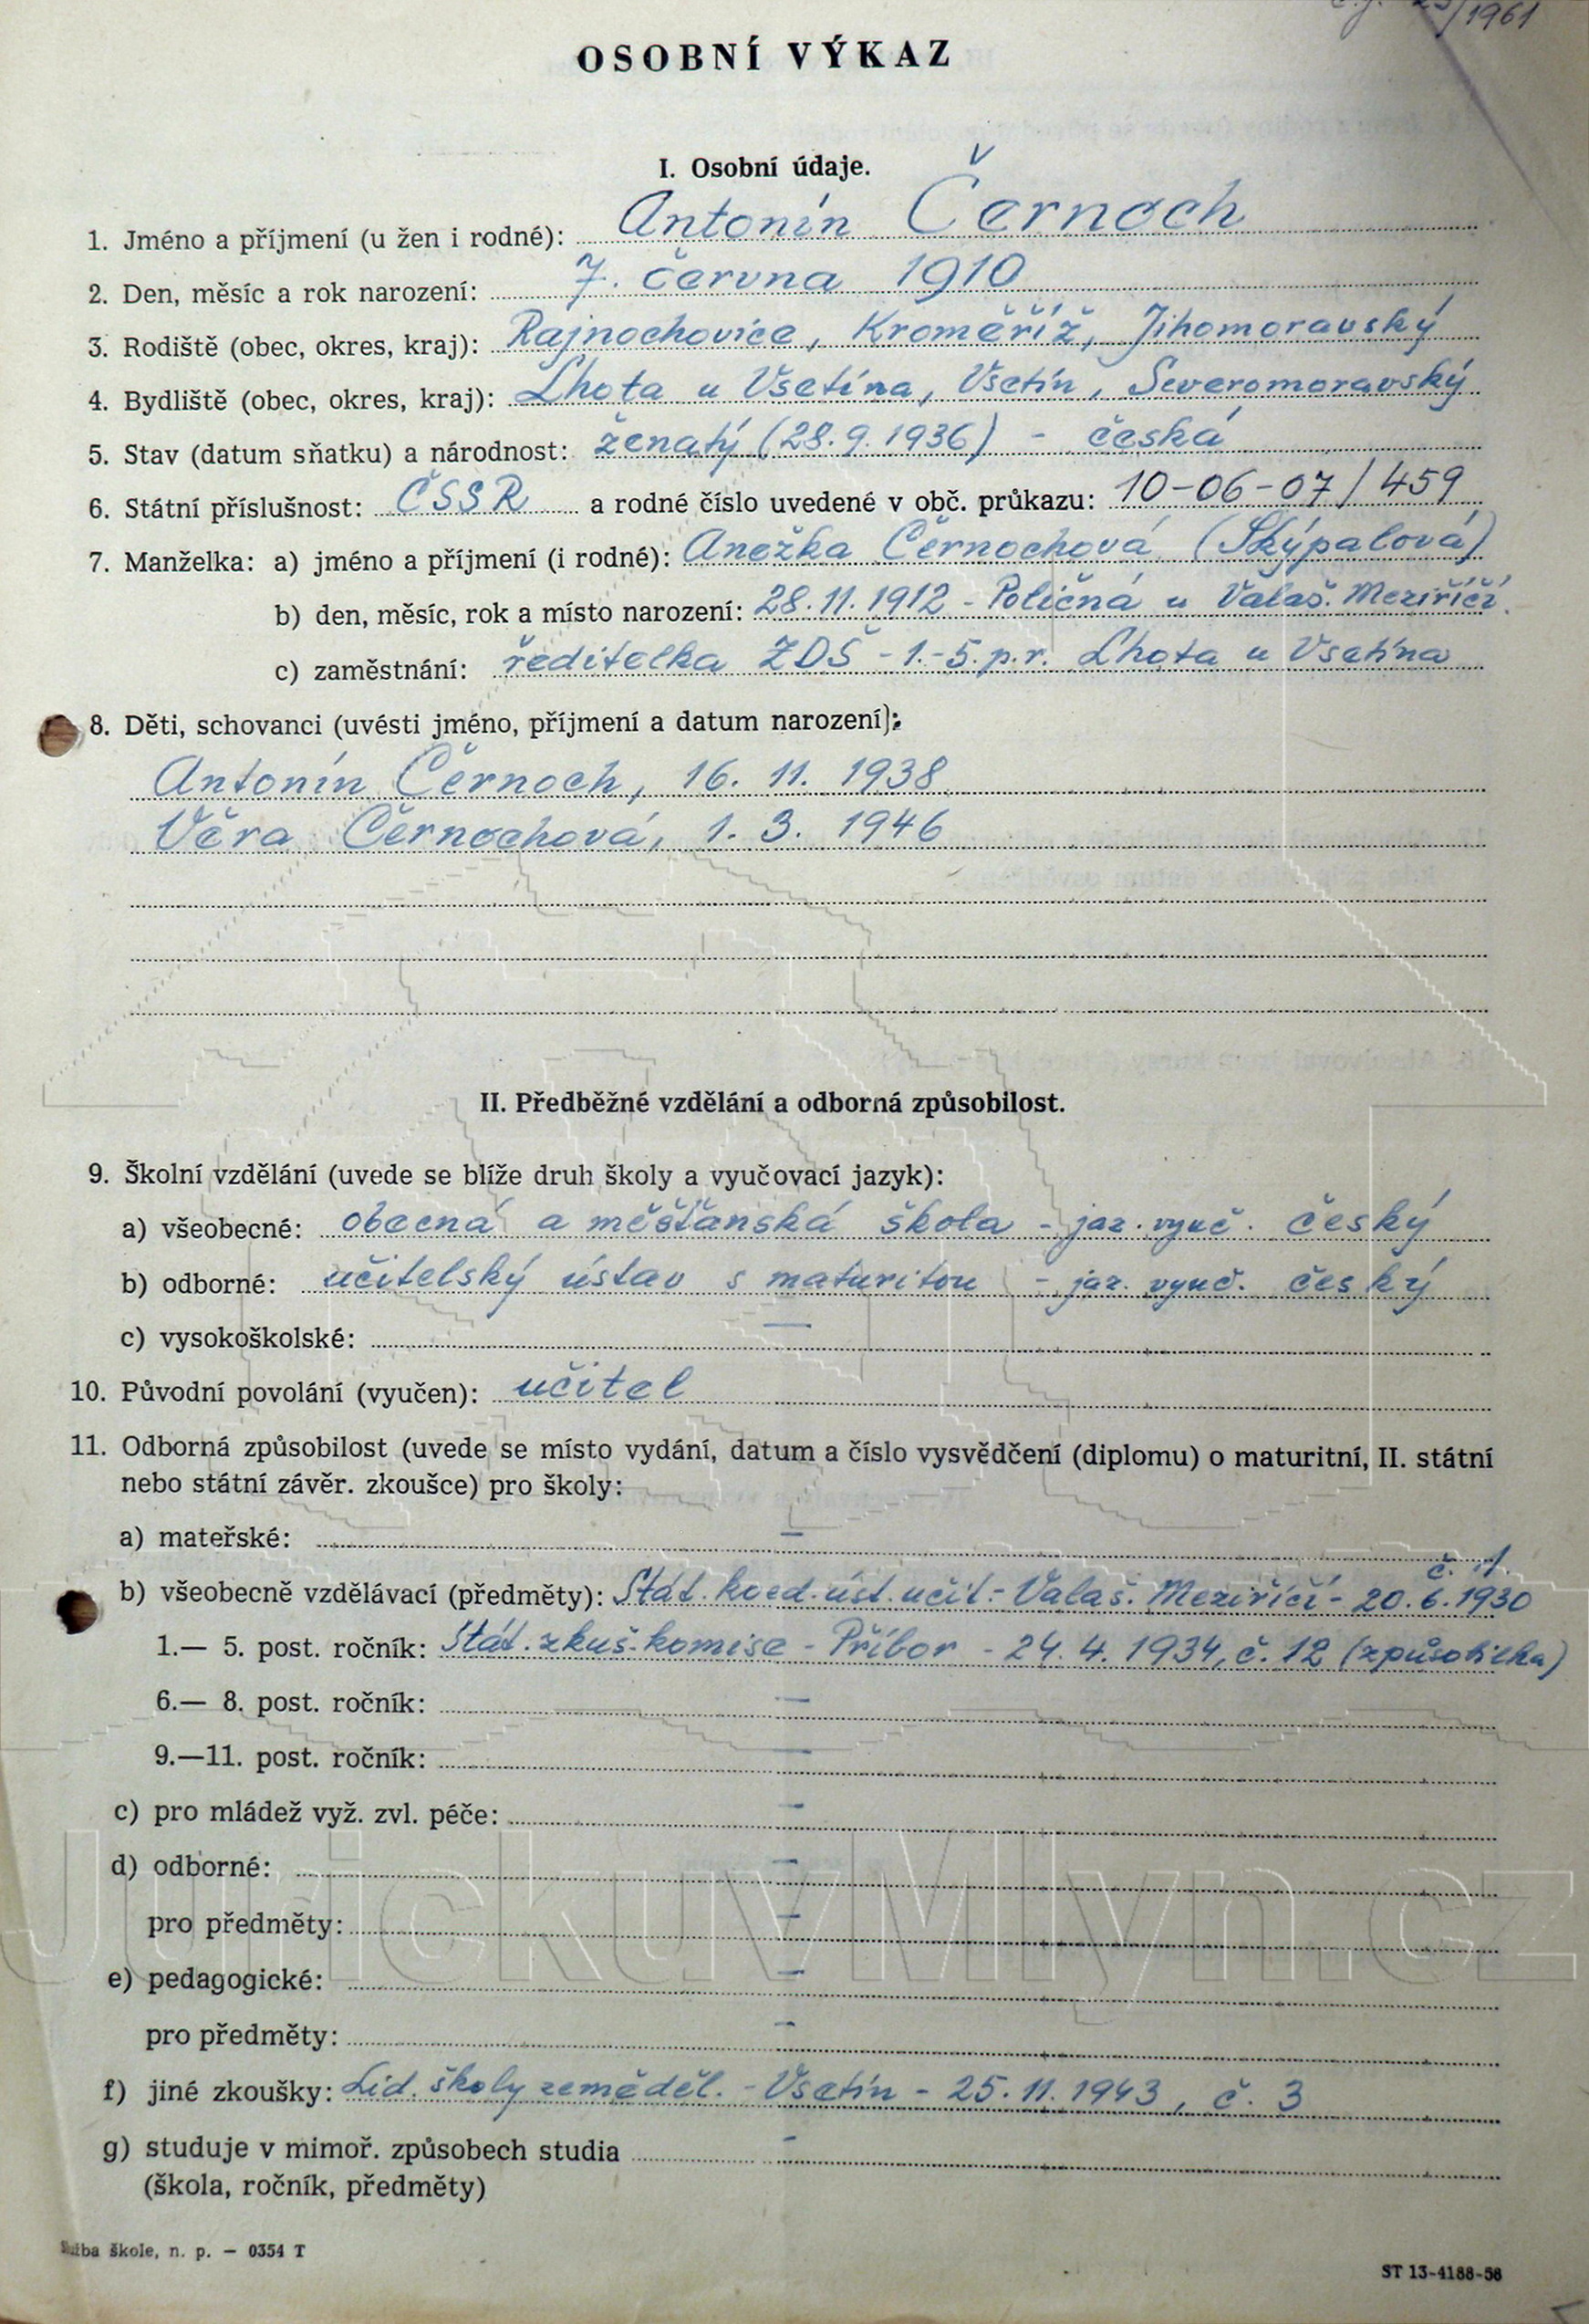 č.j. 25/1961
OSOBNÍ VÝKAZ
I. Osobní údaje.
1. Jméno a příjmení (u žen i rodné): Antonín Černoch
2. Den, měsíc a rok narození: 7. června 1910
3. Rodiště (obec, okres, kraj): Rajnochovice, Kroměříž, Jihomoravský
4. Bydliště (obec, okres, kraj): Lhota u Vsetína, Vsetín, Severomoravský
5. Stav (datum sňatku) a národnost: ženatý (28.9.1936) - česká
6. Státní příslušnost: ČSSR a rodné číslo uvedené v obč. průkazu: 10-06-07/459
7. Manželka: a) jméno a příjmení (i rodné): Anežka Černochová (Skýpalová)
b) den, měsíc, rok a místo narození: 28.11.1912 - Poličná u Valaš. Meziříčí.
c) zaměstnání: ředitelka ZDŠ - 1.-5.p.r. Lhota u Vsetína
8. Děti, schovanci (uvésti jméno, příjmení a datum narození):
Antonín Černoch, 16. 11. 1938
Věra Černochová, 1. 3. 1946
II. Předběžné vzdělání a odborná způsobilost.
9. Školní vzdělání (uvede se blíže druh školy a vyučovací jazyk):
a) všeobecné: obecná a měšťanská škola - jaz. vyuč. český
b) odborné: učitelský ústav s maturitou - jaz. vyuč. český
c) vysokoškolské: —
10. Původní povolání (vyučen): učitel
11. Odborná způsobilost (uvede se místo vydání, datum a číslo vysvědčení (diplomu) o maturitní, II. státní
nebo státní závěr. zkoušce) pro školy:
a) mateřské: —
č. 1.
b) všeobecně vzdělávací (předměty): Stát. koed. úst. učit. - Valaš. Meziříčí - 20.6.1930
1.— 5. post. ročník: Stát. zkuš. komise - Příbor - 24.4.1934, č. 12 (způsobilka)
6.— 8. post. ročník: —
9.—11. post. ročník: —
c) pro mládež vyž. zvl. péče: —
d) odborné: —
pro předměty: —
e) pedagogické: —
pro předměty: —
f) jiné zkoušky: Lid. školy zeměděl. - Vsetín - 25.11.1943, č. 3
g) studuje v mimoř. způsobech studia —
(škola, ročník, předměty)
Služba škole, n. p. — 0354 T
ST 13-4188-58
JurickuvMlyn.cz